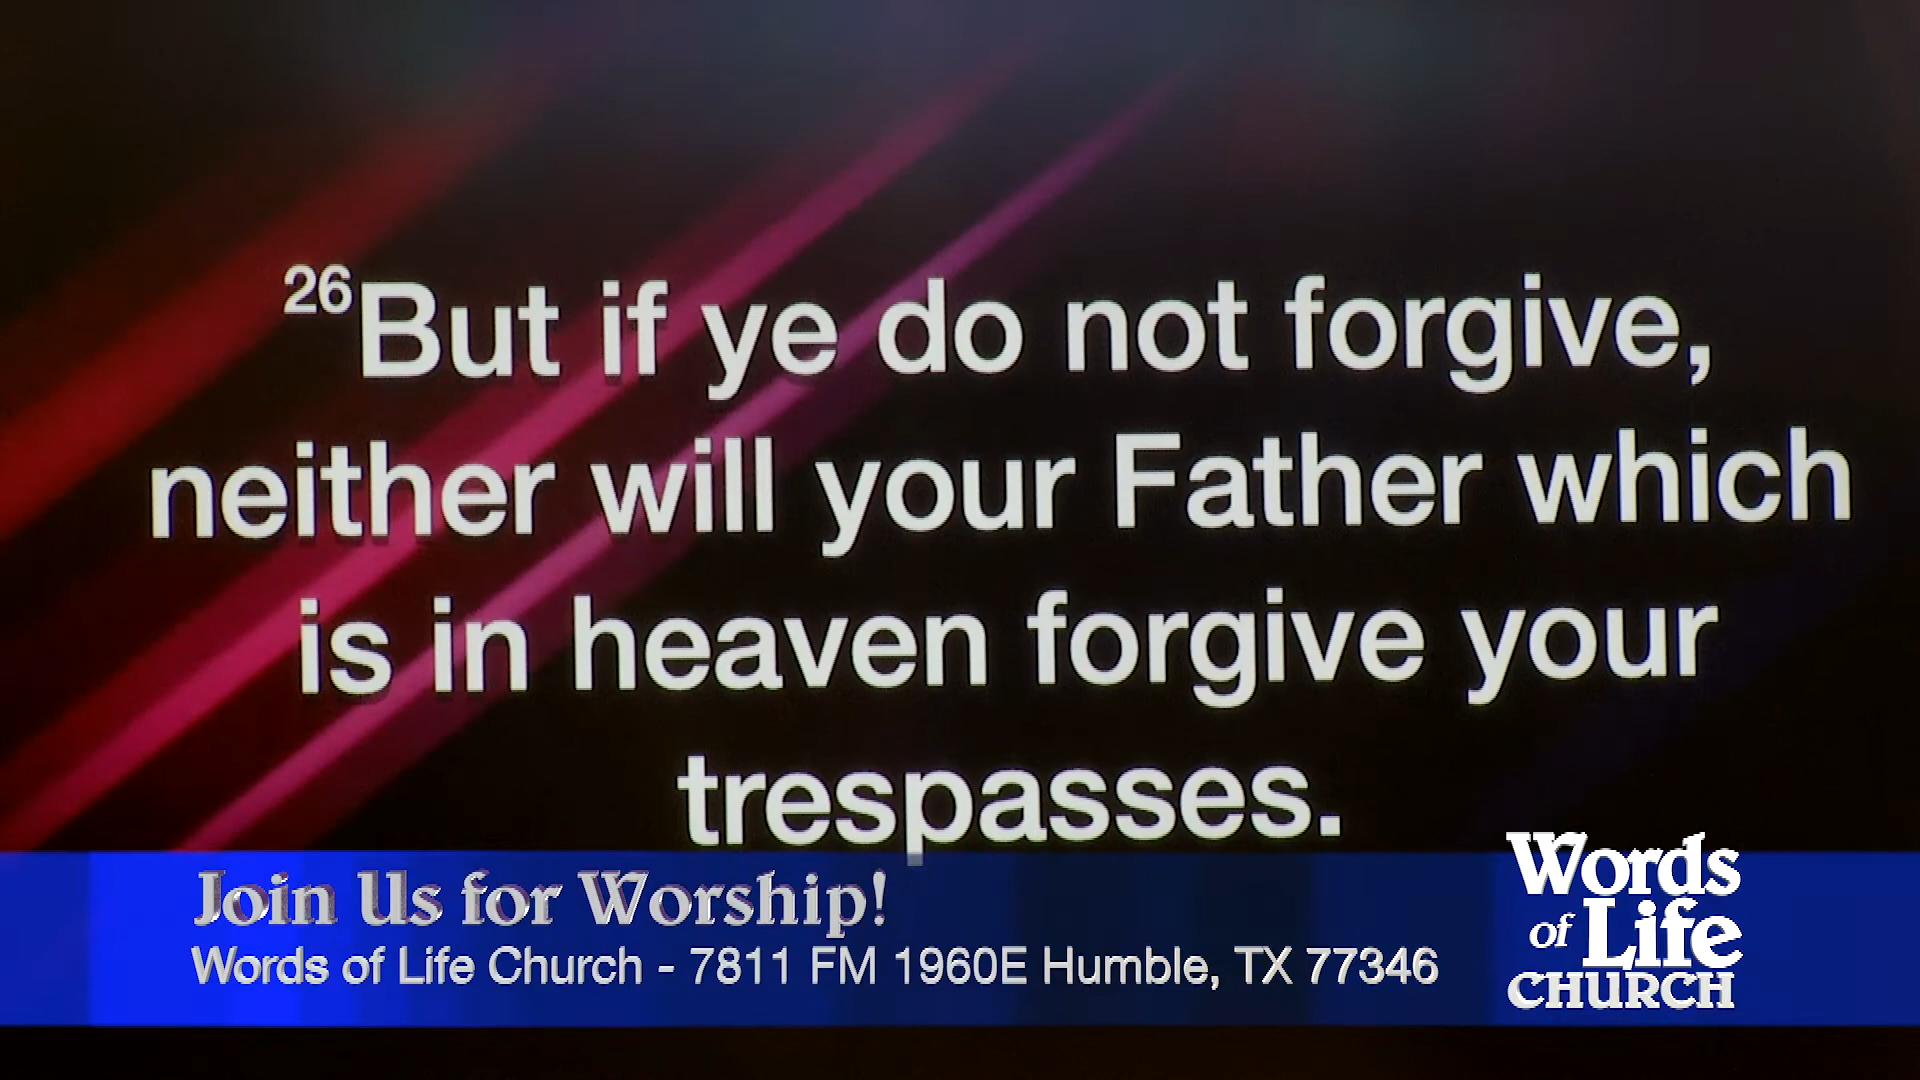 26But if ye do not forgive,
neither will your Father which
is in heaven forgive your
trespasses.
Join Us for Worship!
Words of Life Church - 7811 FM 1960E Humble, TX 77346
Words
of Life
CHURCH